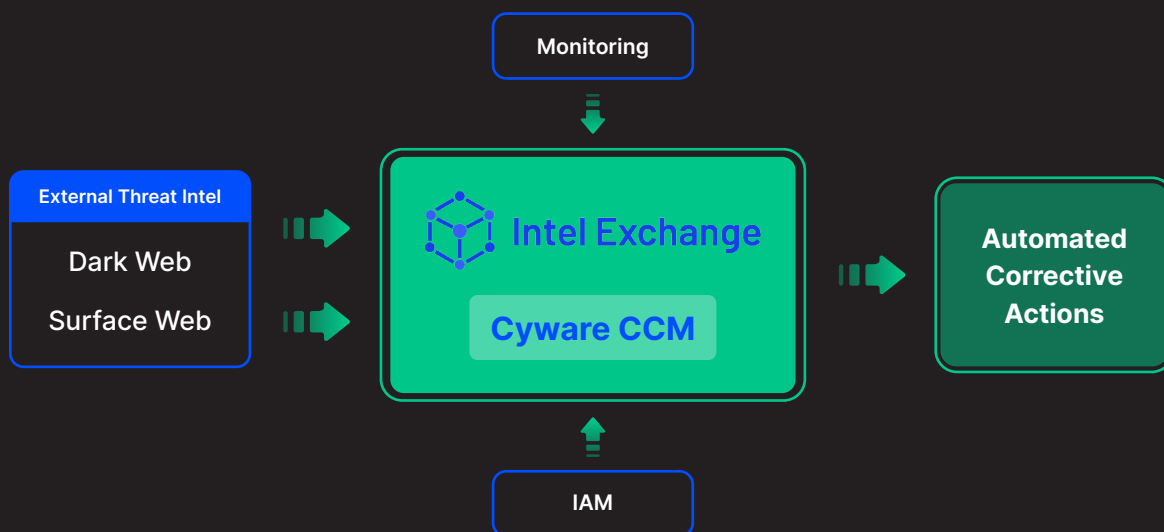 Monitoring
External Threat Intel
Dark Web
Surface Web
Intel Exchange
Cyware CCM
Automated
Corrective
Actions
IAM